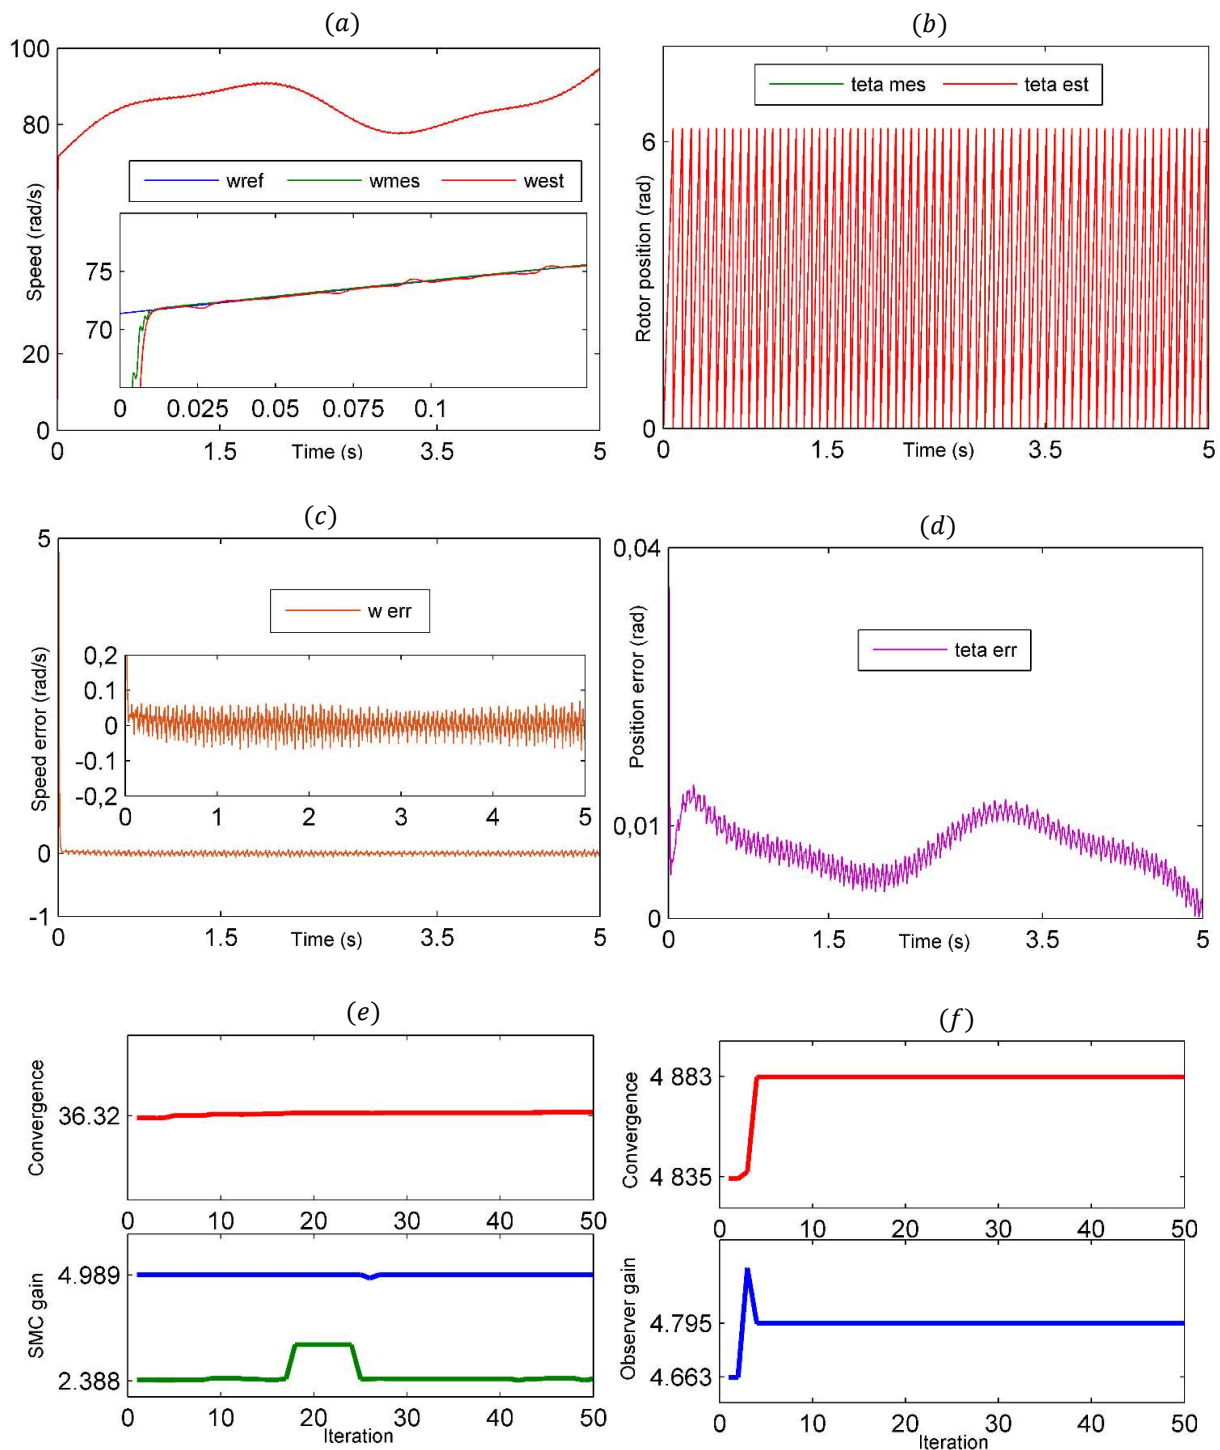 (a)
100
80
20
0
Speed (rad/s)
wref wmes west
75
70
0 0.025 0.05 0.075 0.1
0 1.5 3.5 5
Time (s)
(b)
6
0
Rotor position (rad)
teta mes teta est
0 1.5 3.5 5
Time (s)
(c)
5
0
-1
Speed error (rad/s)
w err
0,2
0.1
0
-0.1
-0,2
0 1 2 3 4 5
0 1.5 3.5 5
Time (s)
(d)
0,04
0,01
0
Position error (rad)
teta err
0 1.5 3.5 5
Time (s)
(e)
Convergence
36.32
0 10 20 30 40 50
SMC gain
4.989
2.388
0 10 20 30 40 50
Iteration
(f)
Convergence
4 883
4 835
0 10 20 30 40 50
Observer gain
4.795
4.663
0 10 20 30 40 50
Iteration